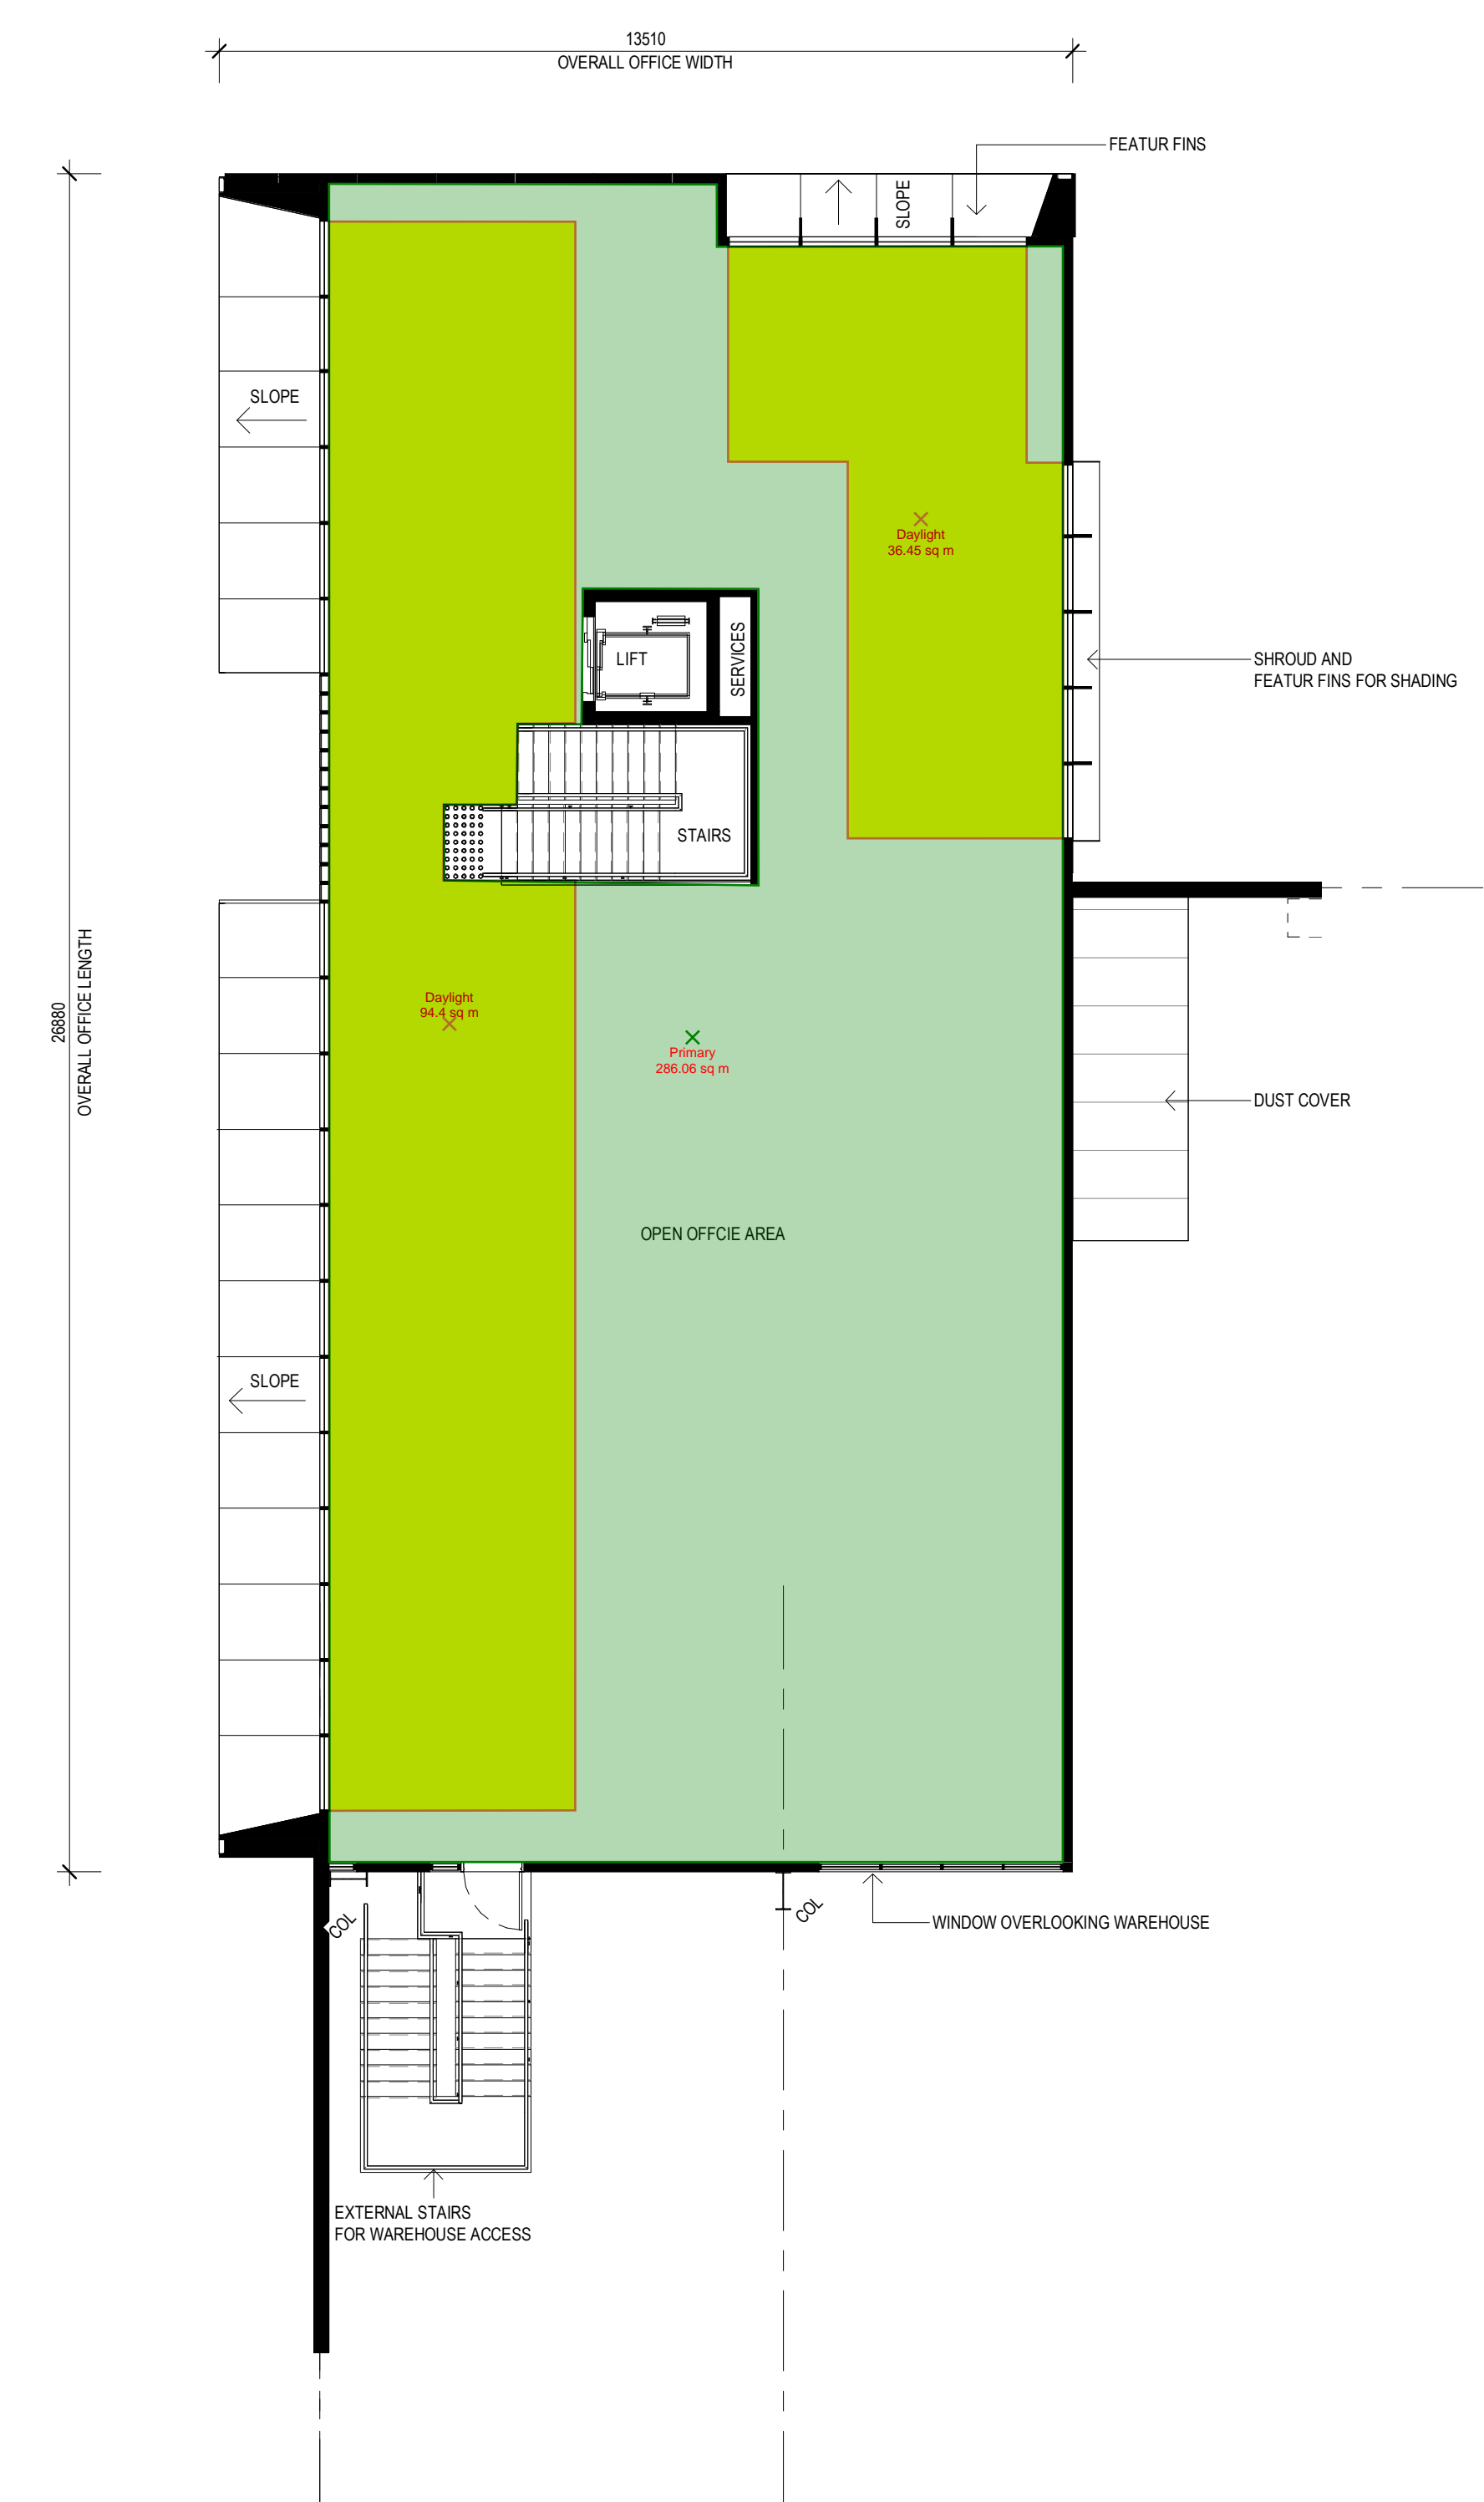 13510
OVERALL OFFICE WIDTH
FEATUR FINS
SLOPE
SLOPE
Daylight
36.45 sq m
LIFT
SERVICES
SHROUD AND
FEATUR FINS FOR SHADING
STAIRS
26880
OVERALL OFFICE LENGTH
Daylight
94.4 sq m
Primary
286.06 sq m
DUST COVER
OPEN OFFCIE AREA
SLOPE
COL
COL
WINDOW OVERLOOKING WAREHOUSE
EXTERNAL STAIRS
FOR WAREHOUSE ACCESS